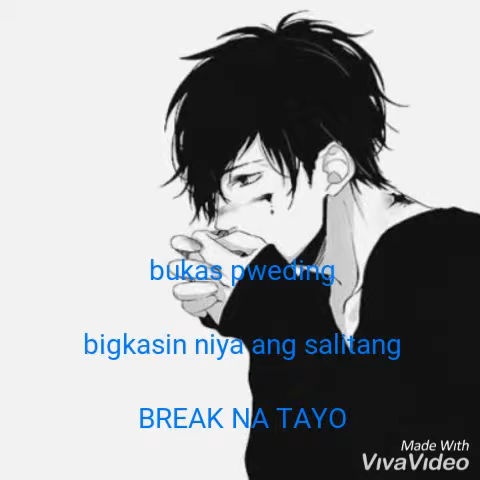 bukas pweding
bigkasin niya ang salitang
BREAK NA TAYO
Made With
VivaVideo